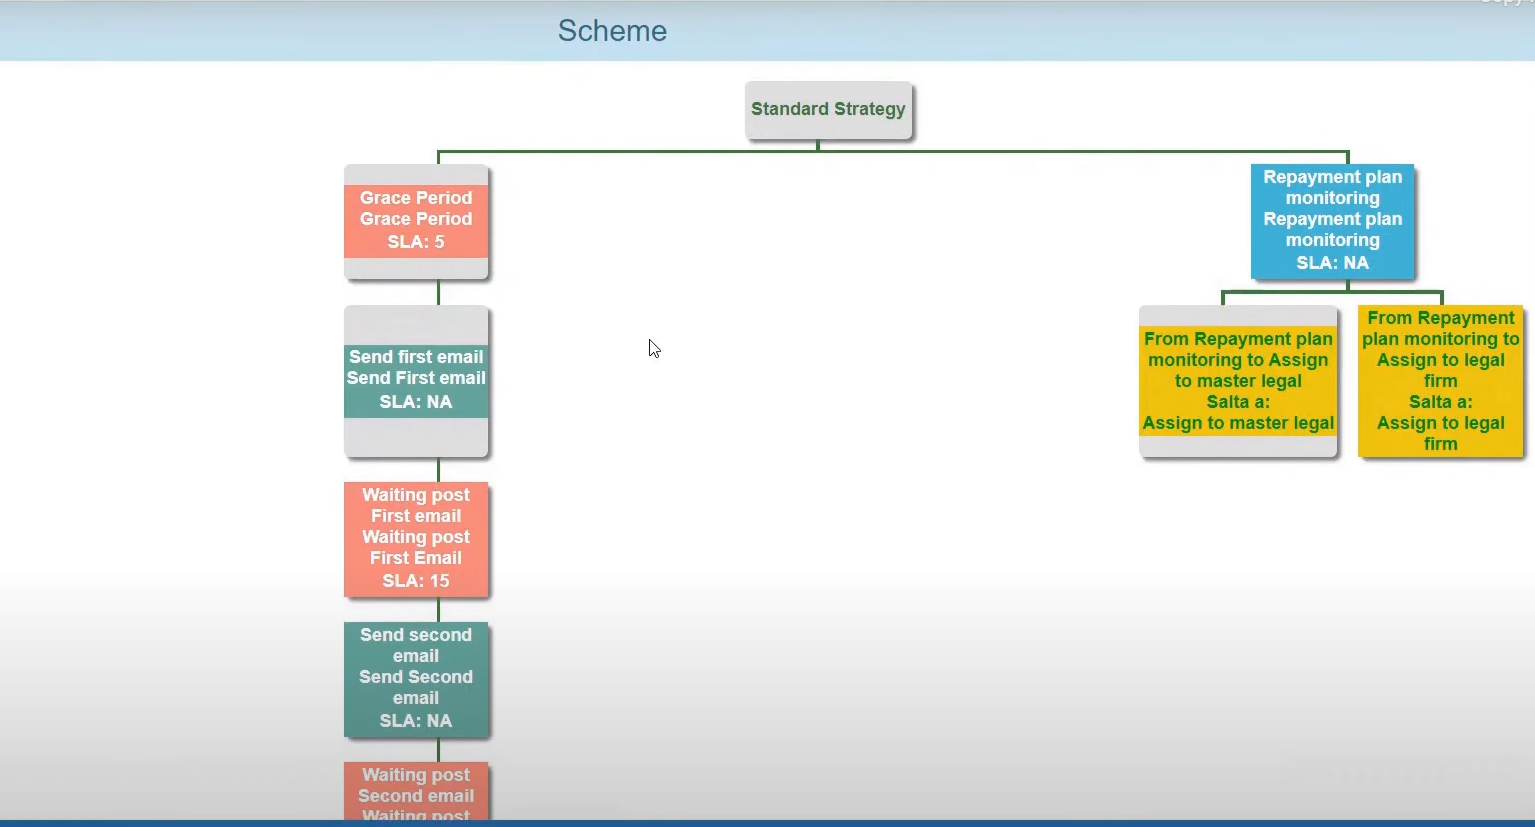 Scheme
Standard Strategy
Grace Period
Grace Period
SLA: 5
Repayment plan
monitoring
Repayment plan
monitoring
SLA: NA
Send first email
Send First email
SLA: NA
From Repayment plan
monitoring to Assign
to master legal
Salta a:
Assign to master legal
From Repayment
plan monitoring to
Assign to legal
firm
Salta a:
Assign to legal
firm
Waiting post
First email
Waiting post
First Email
SLA: 15
Send second
email
Send Second
email
SLA: NA
Waiting post
Second email
Waiting post